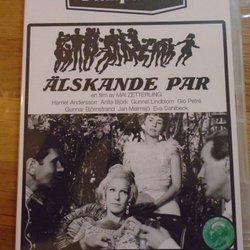 ÄLSKANDE PAR
en film av MAI ZETTERLING
Harriet Andersson Anita Björk Gunnel Lindblom Gio Petré
Gunnar Björnstrand Jan Malmsjö Eva Dahlbeck